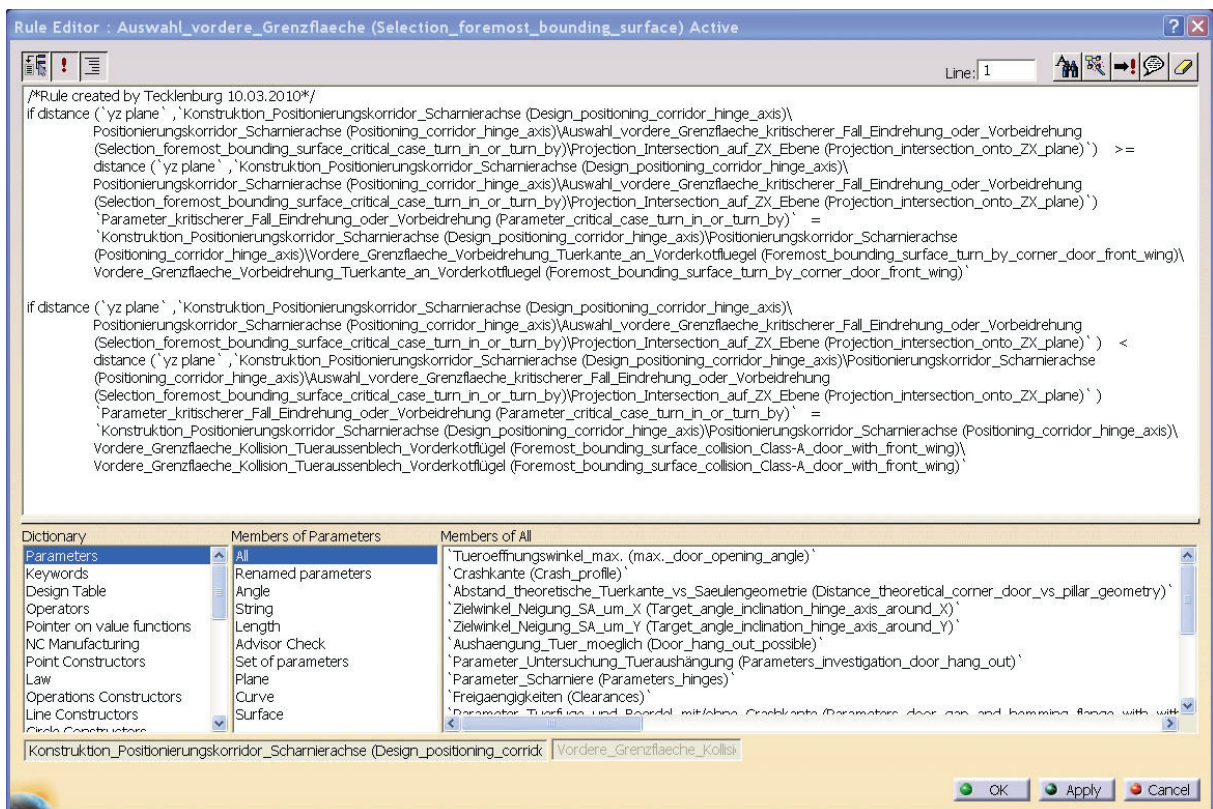 Rule Editor : Auswahl_vordere_Grenzflaeche (Selection_foremost_bounding_surface) Active
Line: 1
/*Rule created by Tecklenburg 10.03.2010*/
if distance (`yz plane` ,`Konstruktion_Positionierungskorridor_Scharnierachse (Design_positioning_corridor_hinge_axis)\
Positionierungskorridor_Scharnierachse (Positioning_corridor_hinge_axis)\Auswahl_vordere_Grenzflaeche_kritischerer_Fall_Eindrehung_oder_Vorbeidrehung
(Selection_foremost_bounding_surface_critical_case_turn_in_or_turn_by)\Projection_Intersection_auf_ZX_Ebene (Projection_intersection_onto_ZX_plane)`) >=
distance (`yz plane` ,`Konstruktion_Positionierungskorridor_Scharnierachse (Design_positioning_corridor_hinge_axis)\
Positionierungskorridor_Scharnierachse (Positioning_corridor_hinge_axis)\Auswahl_vordere_Grenzflaeche_kritischerer_Fall_Eindrehung_oder_Vorbeidrehung
(Selection_foremost_bounding_surface_critical_case_turn_in_or_turn_by)\Projection_Intersection_auf_ZX_Ebene (Projection_intersection_onto_ZX_plane)`)
`Parameter_kritischerer_Fall_Eindrehung_oder_Vorbeidrehung (Parameter_critical_case_turn_in_or_turn_by)` =
`Konstruktion_Positionierungskorridor_Scharnierachse (Design_positioning_corridor_hinge_axis)\Positionierungskorridor_Scharnierachse
(Positioning_corridor_hinge_axis)\Vordere_Grenzflaeche_Vorbeidrehung_Tuerkante_an_Vorderkotfluegel (Foremost_bounding_surface_turn_by_corner_door_front_wing)\
Vordere_Grenzflaeche_Vorbeidrehung_Tuerkante_an_Vorderkotfluegel (Foremost_bounding_surface_turn_by_corner_door_front_wing)`
if distance (`yz plane` ,`Konstruktion_Positionierungskorridor_Scharnierachse (Design_positioning_corridor_hinge_axis)\
Positionierungskorridor_Scharnierachse (Positioning_corridor_hinge_axis)\Auswahl_vordere_Grenzflaeche_kritischerer_Fall_Eindrehung_oder_Vorbeidrehung
(Selection_foremost_bounding_surface_critical_case_turn_in_or_turn_by)\Projection_Intersection_auf_ZX_Ebene (Projection_intersection_onto_ZX_plane)` ) <
distance (`yz plane` ,`Konstruktion_Positionierungskorridor_Scharnierachse (Design_positioning_corridor_hinge_axis)\Positionierungskorridor_Scharnierachse
(Positioning_corridor_hinge_axis)\Auswahl_vordere_Grenzflaeche_kritischerer_Fall_Eindrehung_oder_Vorbeidrehung
(Selection_foremost_bounding_surface_critical_case_turn_in_or_turn_by)\Projection_Intersection_auf_ZX_Ebene (Projection_intersection_onto_ZX_plane)` )
`Parameter_kritischerer_Fall_Eindrehung_oder_Vorbeidrehung (Parameter_critical_case_turn_in_or_turn_by)` =
`Konstruktion_Positionierungskorridor_Scharnierachse (Design_positioning_corridor_hinge_axis)\Positionierungskorridor_Scharnierachse (Positioning_corridor_hinge_axis)\
Vordere_Grenzflaeche_Kollision_Tueraussenblech_Vorderkotflügel (Foremost_bounding_surface_collision_Class-A_door_with_front_wing)\
Vordere_Grenzflaeche_Kollision_Tueraussenblech_Vorderkotflügel (Foremost_bounding_surface_collision_Class-A_door_with_front_wing)`
Dictionary
Parameters
Keywords
Design Table
Operators
Pointer on value functions
NC Manufacturing
Point Constructors
Law
Operations Constructors
Line Constructors
Circle Constructors
Members of Parameters
All
Renamed parameters
Angle
String
Length
Advisor Check
Set of parameters
Plane
Curve
Surface
Members of All
`Tueroeffnungswinkel_max. (max._door_opening_angle)`
`Crashkante (Crash_profile)`
`Abstand_theoretische_Tuerkante_vs_Saeulengeometrie (Distance_theoretical_corner_door_vs_pillar_geometry)`
`Zielwinkel_Neigung_SA_um_X (Target_angle_inclination_hinge_axis_around_X)`
`Zielwinkel_Neigung_SA_um_Y (Target_angle_inclination_hinge_axis_around_Y)`
`Aushaengung_Tuer_moeglich (Door_hang_out_possible)`
`Parameter_Untersuchung_Tueraushängung (Parameters_investigation_door_hang_out)`
`Parameter_Scharniere (Parameters_hinges)`
`Freigaengigkeiten (Clearances)`
`Parameter_Tuerfuge_und_Boerdel_mit/ohne_Crashkante (Parameters_door_gap_and_hemming_flange_with_with
Konstruktion_Positionierungskorridor_Scharnierachse (Design_positioning_corrido
Vordere_Grenzflaeche_Kollisi
OK
Apply
Cancel